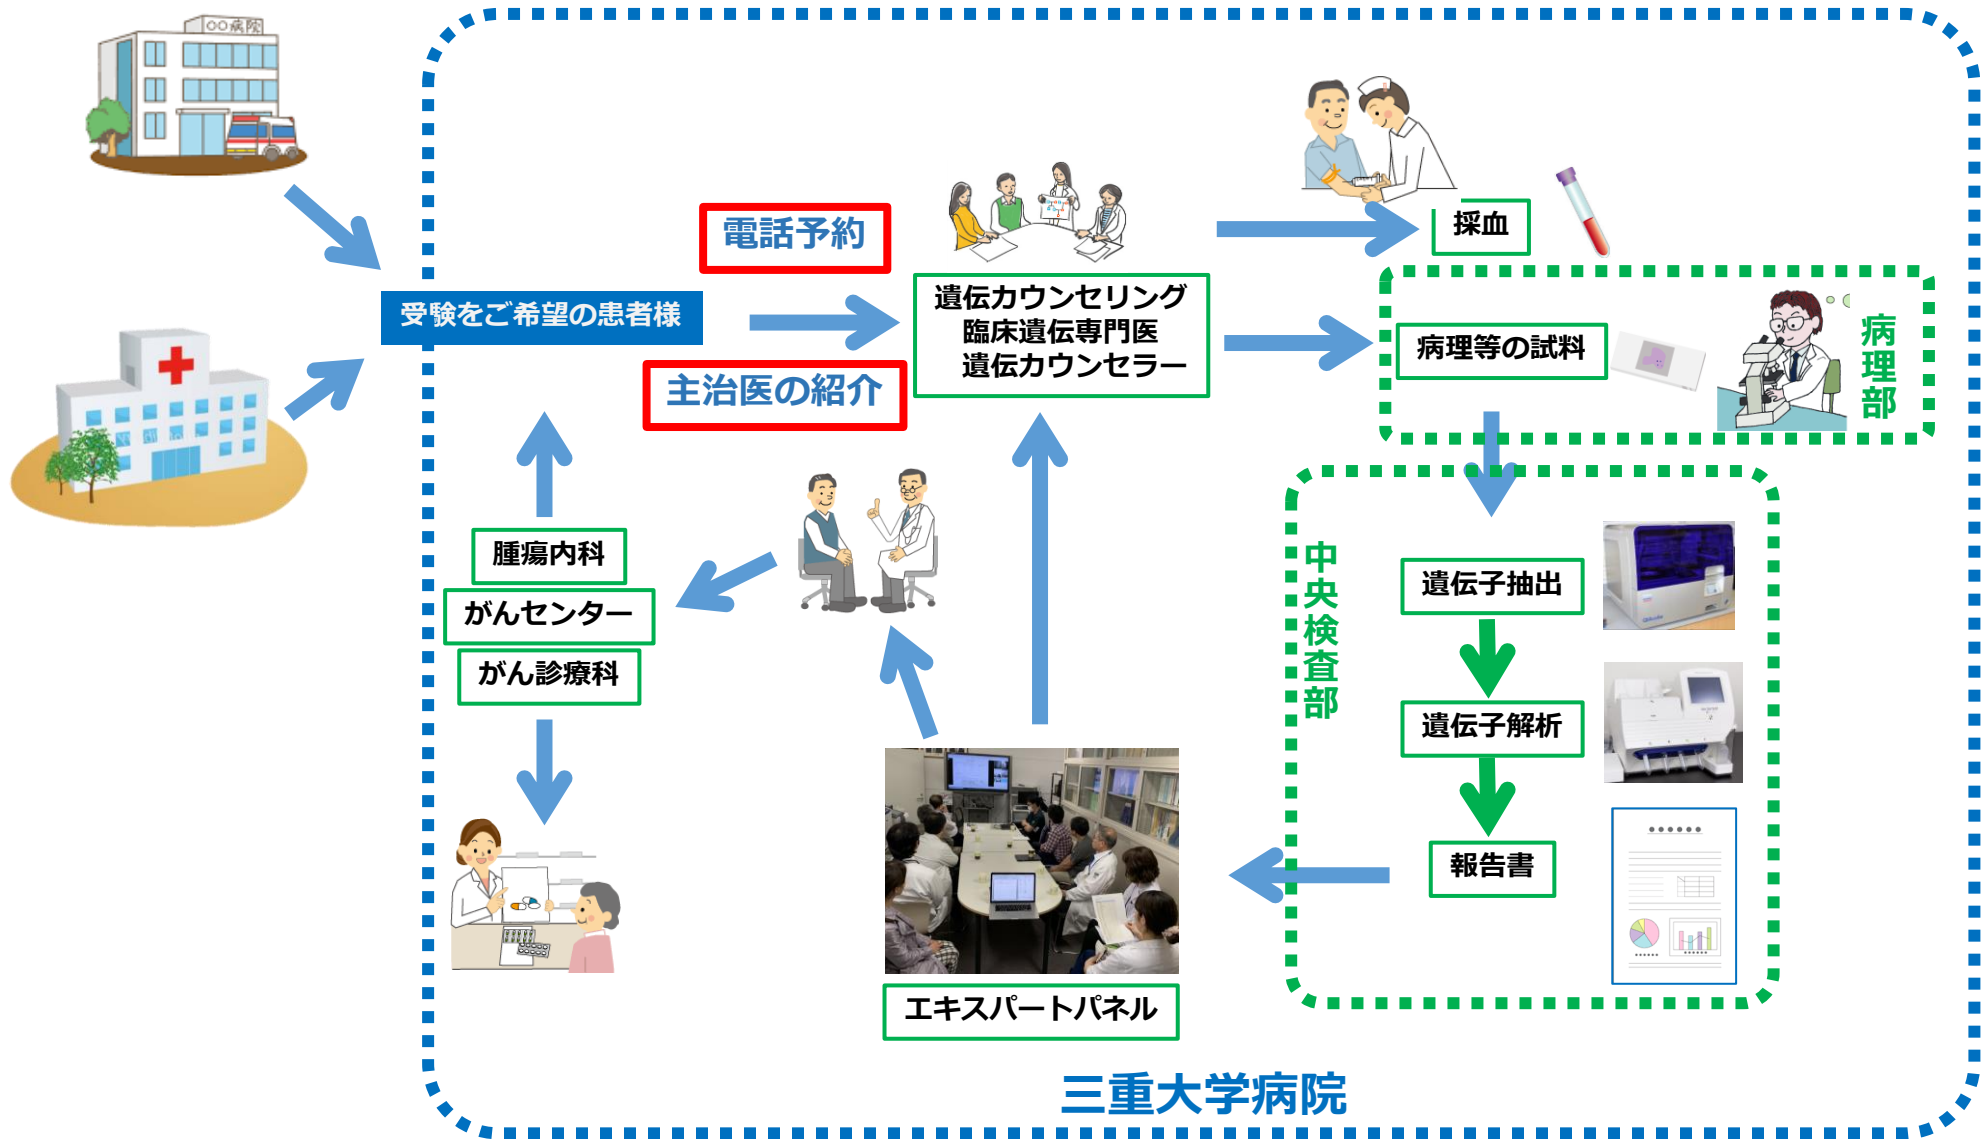 〇〇病院
電話予約
採血
受験をご希望の患者様
遺伝カウンセリング
臨床遺伝専門医
遺伝カウンセラー
病理等の試料
病理部
主治医の紹介
腫瘍内科
がんセンター
がん診療科
中央検査部
遺伝子抽出
遺伝子解析
報告書
エキスパートパネル
三重大学病院